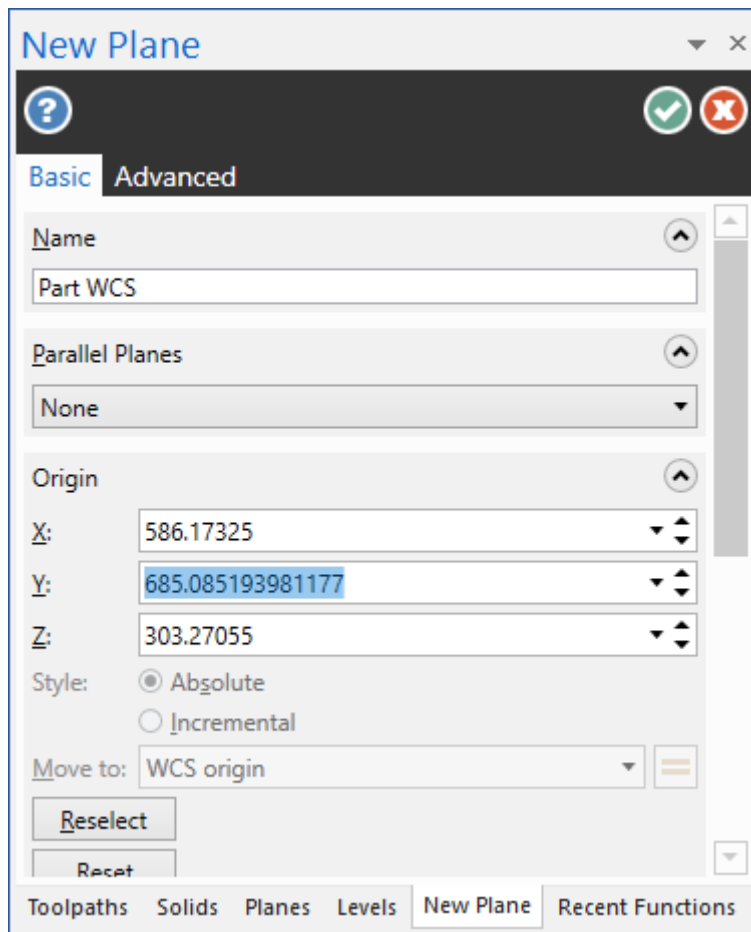 New Plane
?
Basic Advanced
Name
Part WCS
Parallel Planes
None
Origin
X: 586.17325
Y: 685.085193981177
Z: 303.27055
Style: Absolute
Incremental
Move to: WCS origin
Reselect
Reset
Toolpaths Solids Planes Levels New Plane Recent Functions